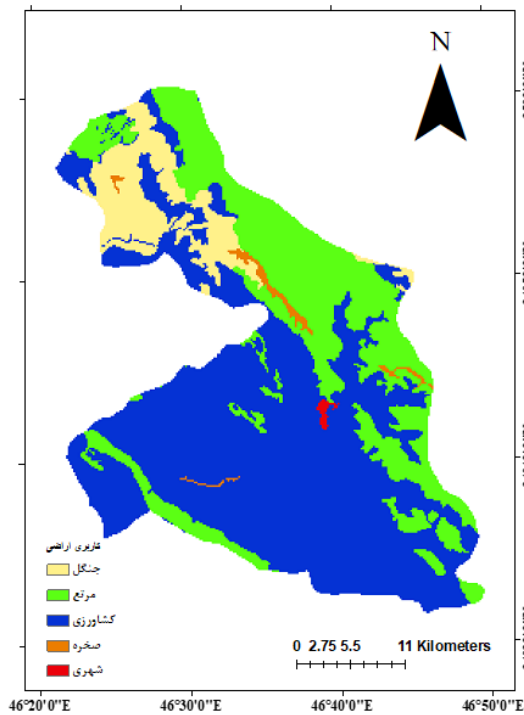 N
کاربری اراضی
جنگل
مرتع
کشاورزی
صخره
شهری
0 2.75 5.5 11 Kilometers
46°20'0"E 46°30'0"E 46°40'0"E 46°50'0"E